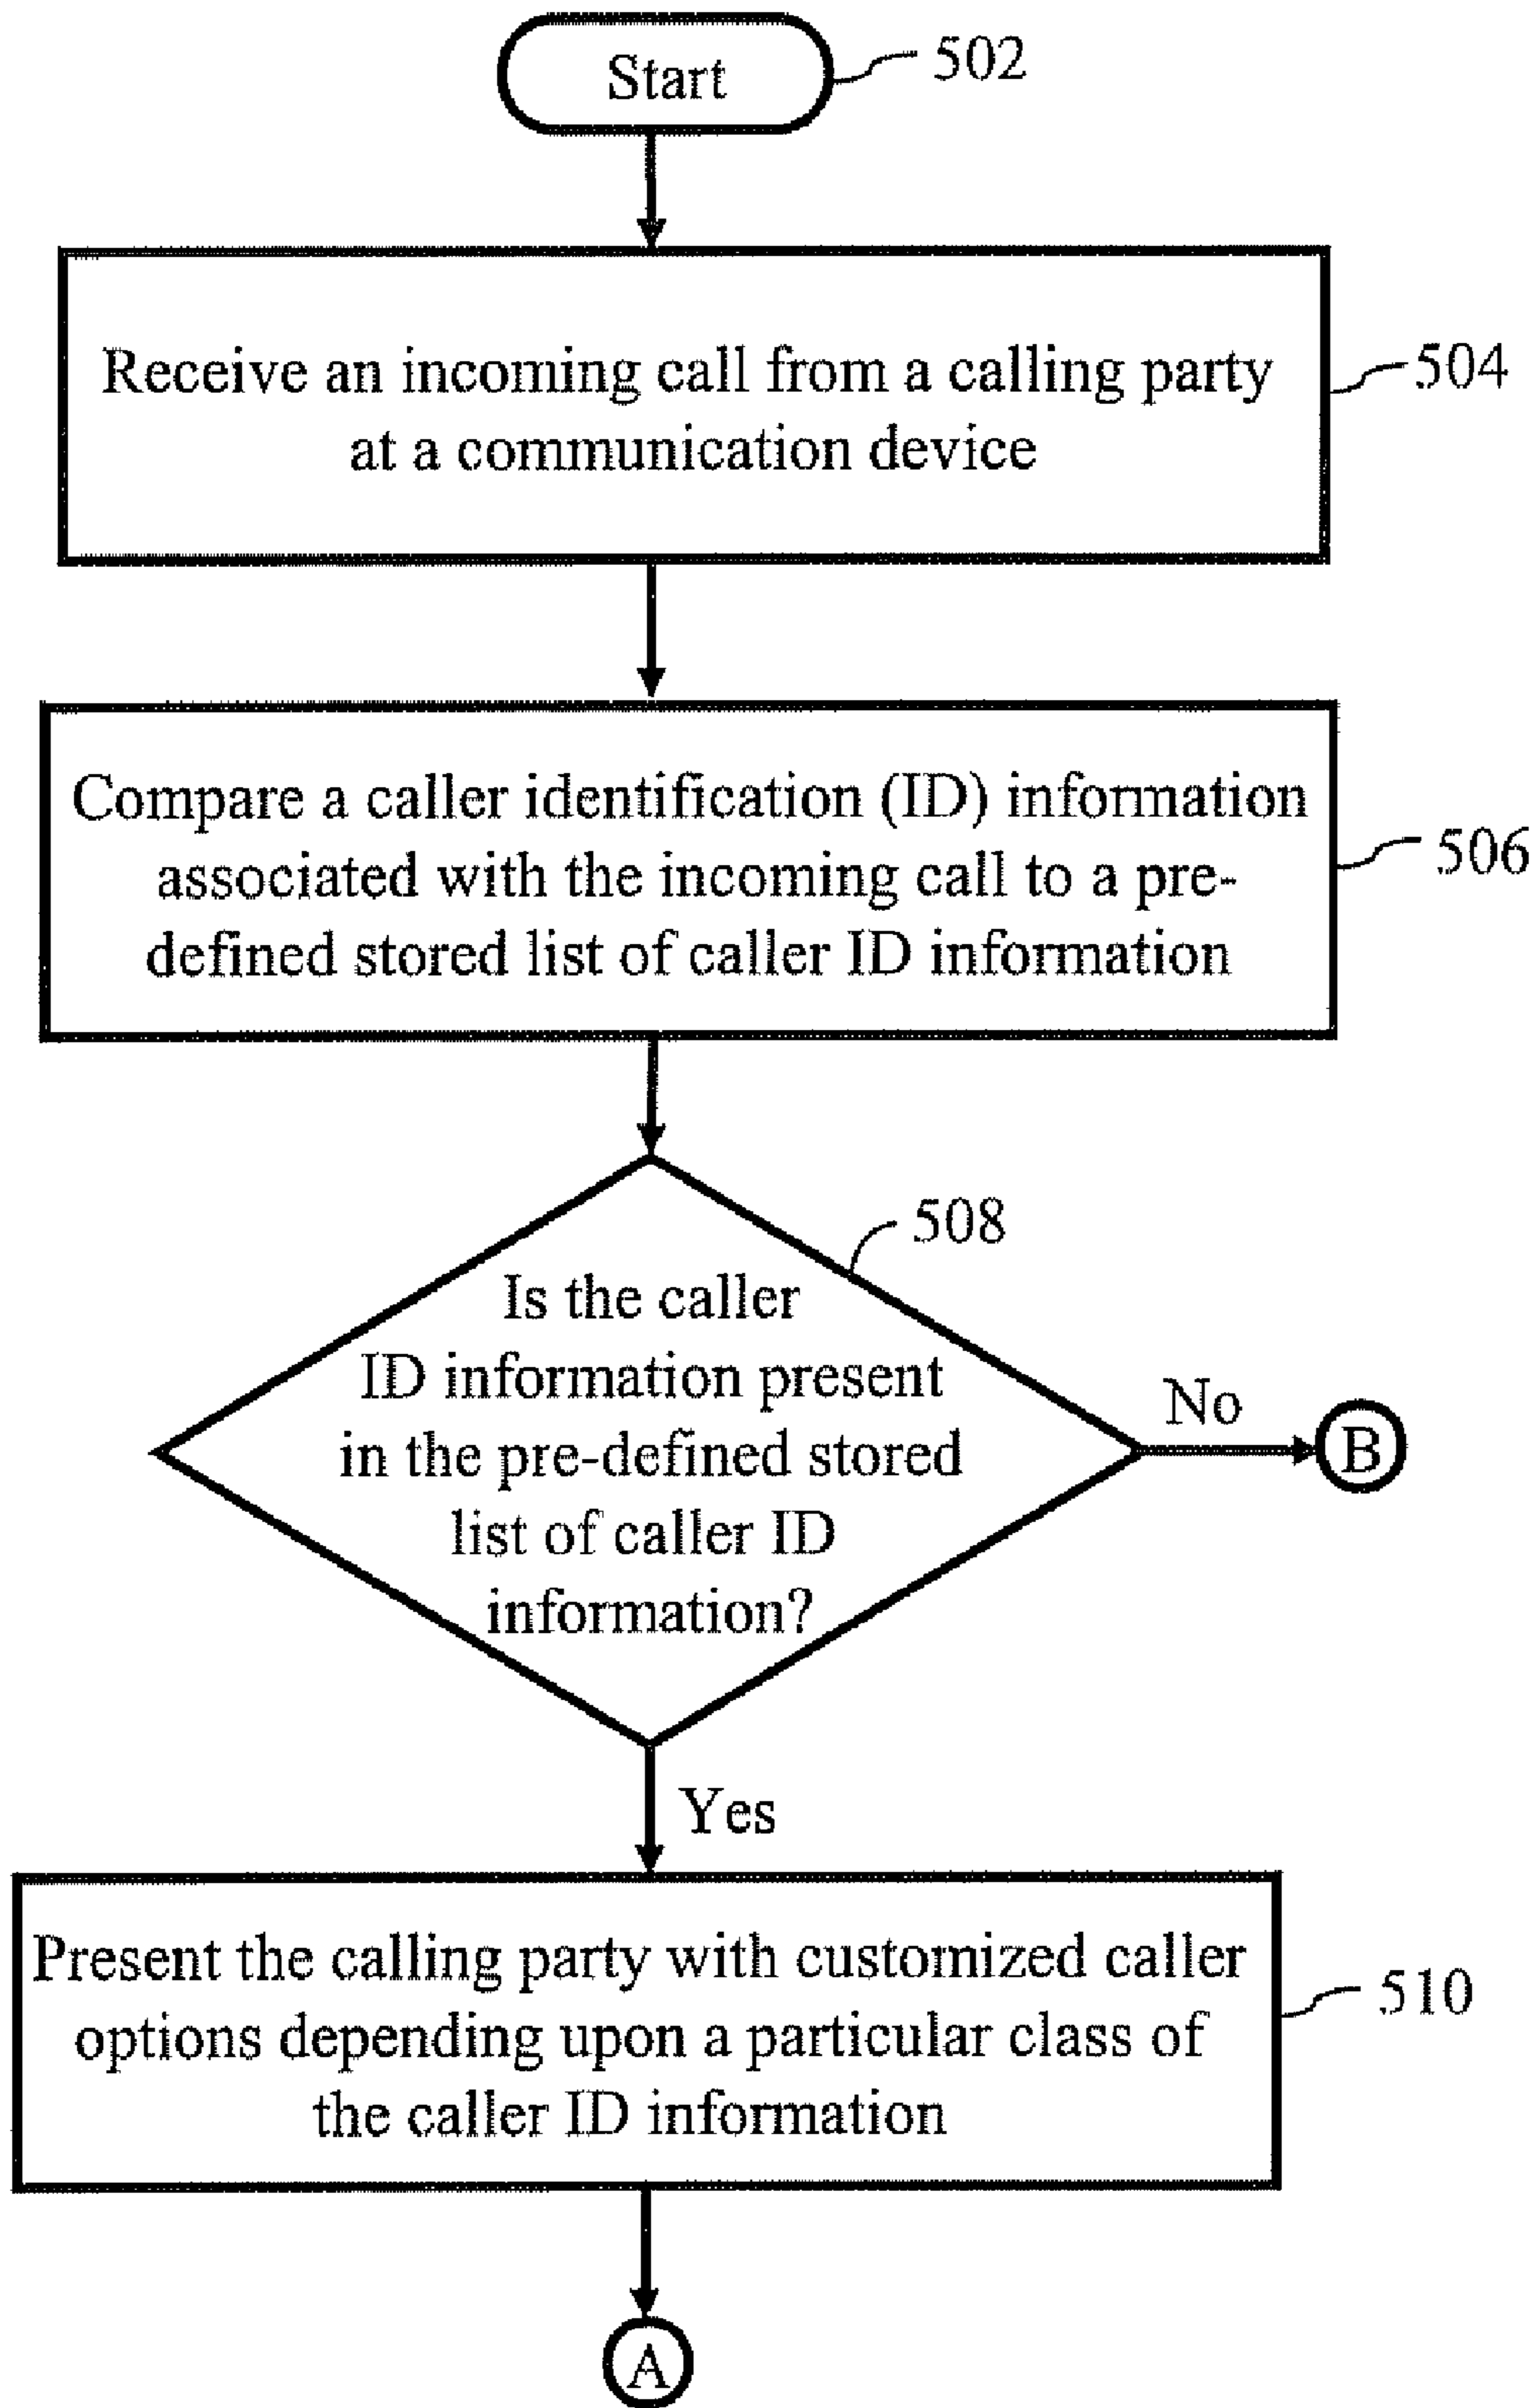 Start
502
Receive an incoming call from a calling party
at a communication device
504
Compare a caller identification (ID) information
associated with the incoming call to a pre-
defined stored list of caller ID information
506
508
Is the caller
ID information present
in the pre-defined stored
list of caller ID
information?
No
B
Yes
Present the calling party with customized caller
options depending upon a particular class of
the caller ID information
510
A